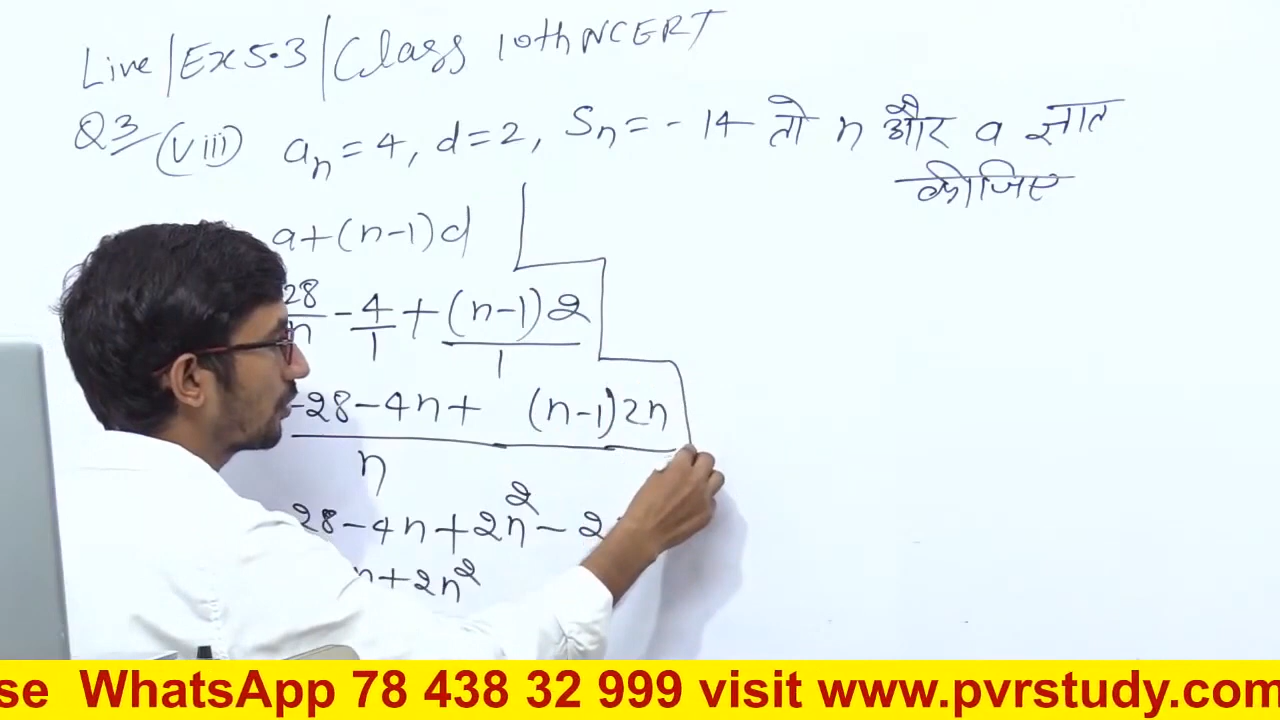 Live/Ex5.3/Class 10th NCERT
Q3 (viii) aₙ = 4, d = 2, Sₙ = -14 तो n और a ज्ञात
कीजिए
a+(n-1)d
28/n - 4/1 + (n-1)2/1
-28-4n+ (n-1)2n
n
28-4n+2n²-2
n+2n²
se WhatsApp 78 438 32 999 visit www.pvrstudy.com